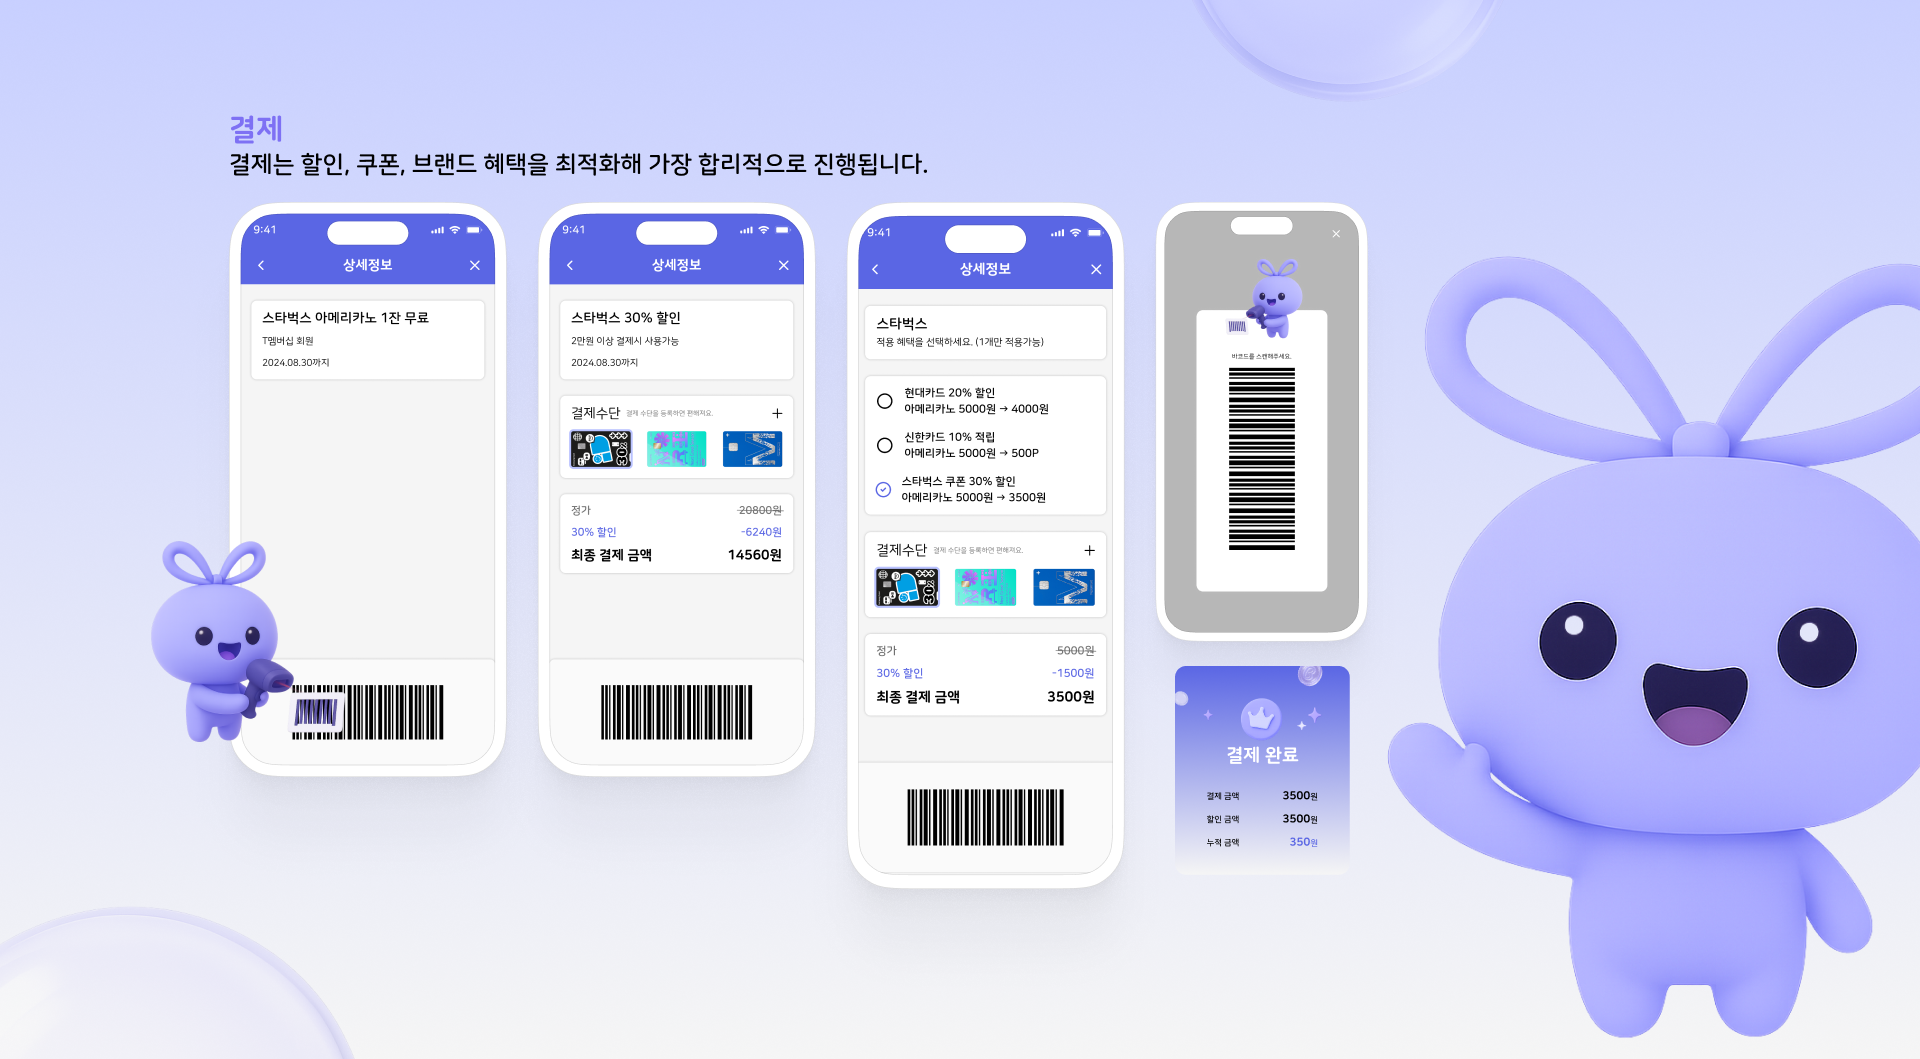 결제
결제는 할인, 쿠폰, 브랜드 혜택을 최적화해 가장 합리적으로 진행됩니다.
9:41
상세정보
스타벅스 아메리카노 1잔 무료
T멤버십 회원
2024.08.30까지
9:41
상세정보
스타벅스 30% 할인
2만원 이상 결제시 사용가능
2024.08.30까지
결제수단 결제 수단을 등록하면 편해져요.
정가 20800원
30% 할인 -6240원
최종 결제 금액 14560원
9:41
상세정보
스타벅스
적용 혜택을 선택하세요. (1개만 적용가능)
현대카드 20% 할인
아메리카노 5000원 → 4000원
신한카드 10% 적립
아메리카노 5000원 → 500P
스타벅스 쿠폰 30% 할인
아메리카노 5000원 → 3500원
결제수단 결제 수단을 등록하면 편해져요.
정가 5000원
30% 할인 -1500원
최종 결제 금액 3500원
바코드를 스캔해주세요.
결제 완료
결제 금액 3500원
할인 금액 3500원
누적 금액 350원